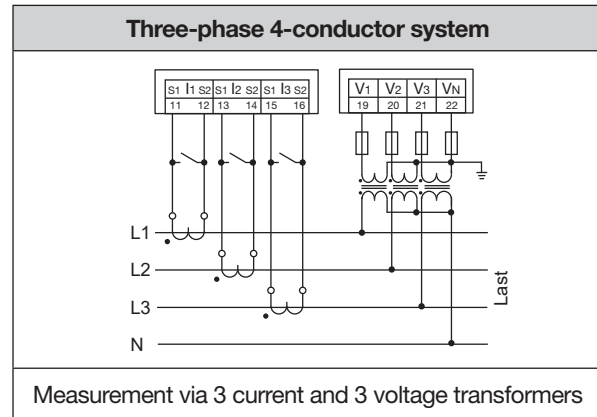 Three-phase 4-conductor system
S1 I1 S2 S1 I2 S2 S1 I3 S2
11 12 13 14 15 16
V1 V2 V3 VN
19 20 21 22
L1
L2
L3
N
Last
Measurement via 3 current and 3 voltage transformers